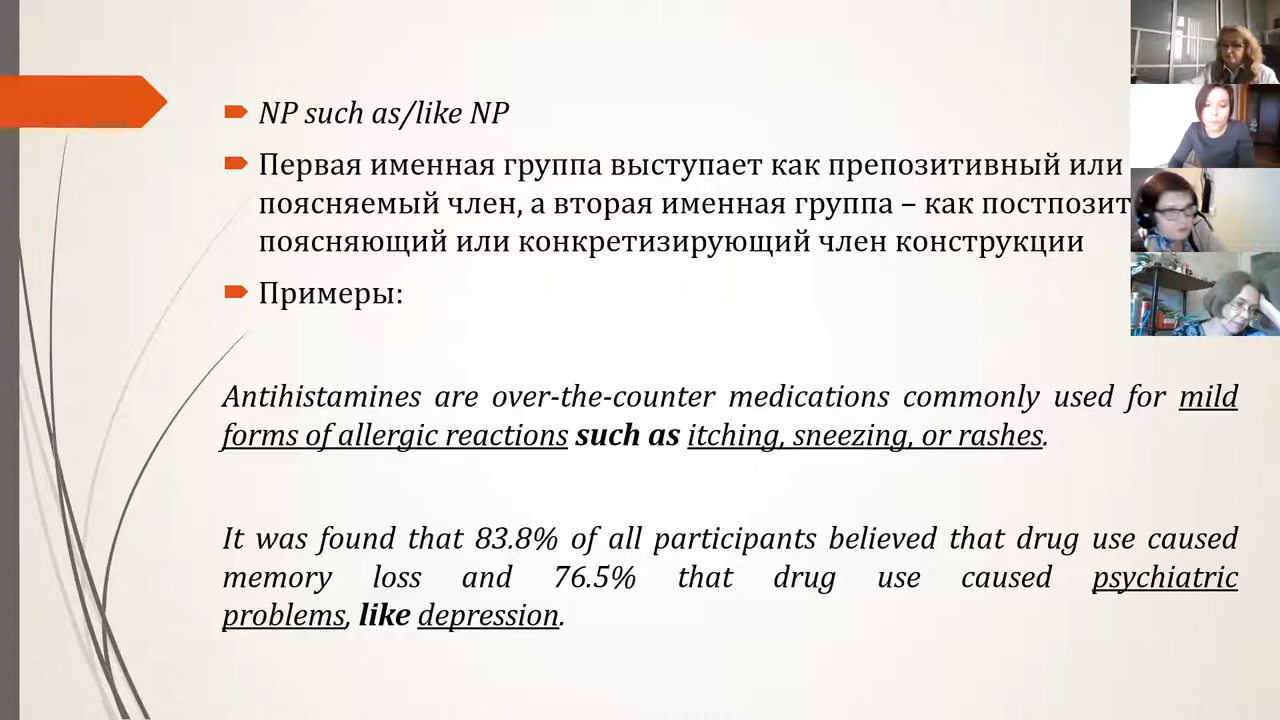 NP such as/like NP
Первая именная группа выступает как препозитивный или
поясняемый член, а вторая именная группа – как
поясняющий или конкретизирующий член конструкции
Примеры:
Antihistamines are over-the-counter medications commonly used for mild
forms of allergic reactions such as itching, sneezing, or rashes.
It was found that 83.8% of all participants believed that drug use caused
memory loss and 76.5% that drug use caused psychiatric
problems, like depression.